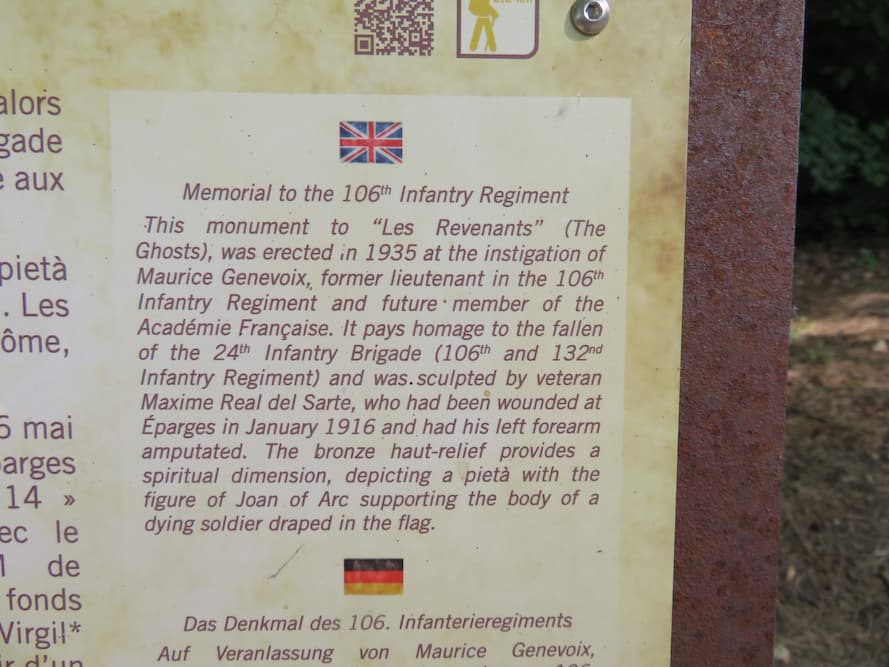 alors
gade
e aux
pietà
. Les
ôme,
6 mai
parges
14 »
ec le
de
fonds
Virgil*
ir d'un
Memorial to the 106th Infantry Regiment
This monument to “Les Revenants” (The
Ghosts), was erected in 1935 at the instigation of
Maurice Genevoix, former lieutenant in the 106th
Infantry Regiment and future member of the
Académie Française. It pays homage to the fallen
of the 24th Infantry Brigade (106th and 132nd
Infantry Regiment) and was sculpted by veteran
Maxime Real del Sarte, who had been wounded at
Éparges in January 1916 and had his left forearm
amputated. The bronze haut-relief provides a
spiritual dimension, depicting a pietà with the
figure of Joan of Arc supporting the body of a
dying soldier draped in the flag.
Das Denkmal des 106. Infanterieregiments
Auf Veranlassung von Maurice Genevoix,